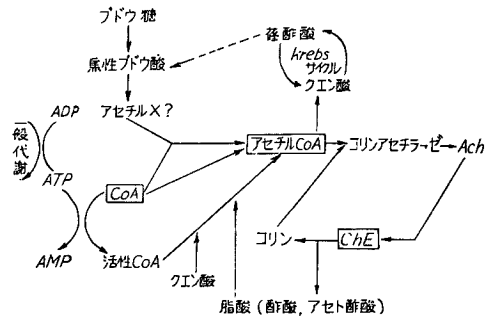 ブドウ糖
焦性ブドウ酸
蓚酢酸
krebs
サイクル
クエン酸
アセチルX?
ADP
一般代謝
ATP
AMP
CoA
活性CoA
アセチルCoA
コリンアセチラーゼ
Ach
コリン
ChE
クエン酸
脂酸(酢酸,アセト酢酸)